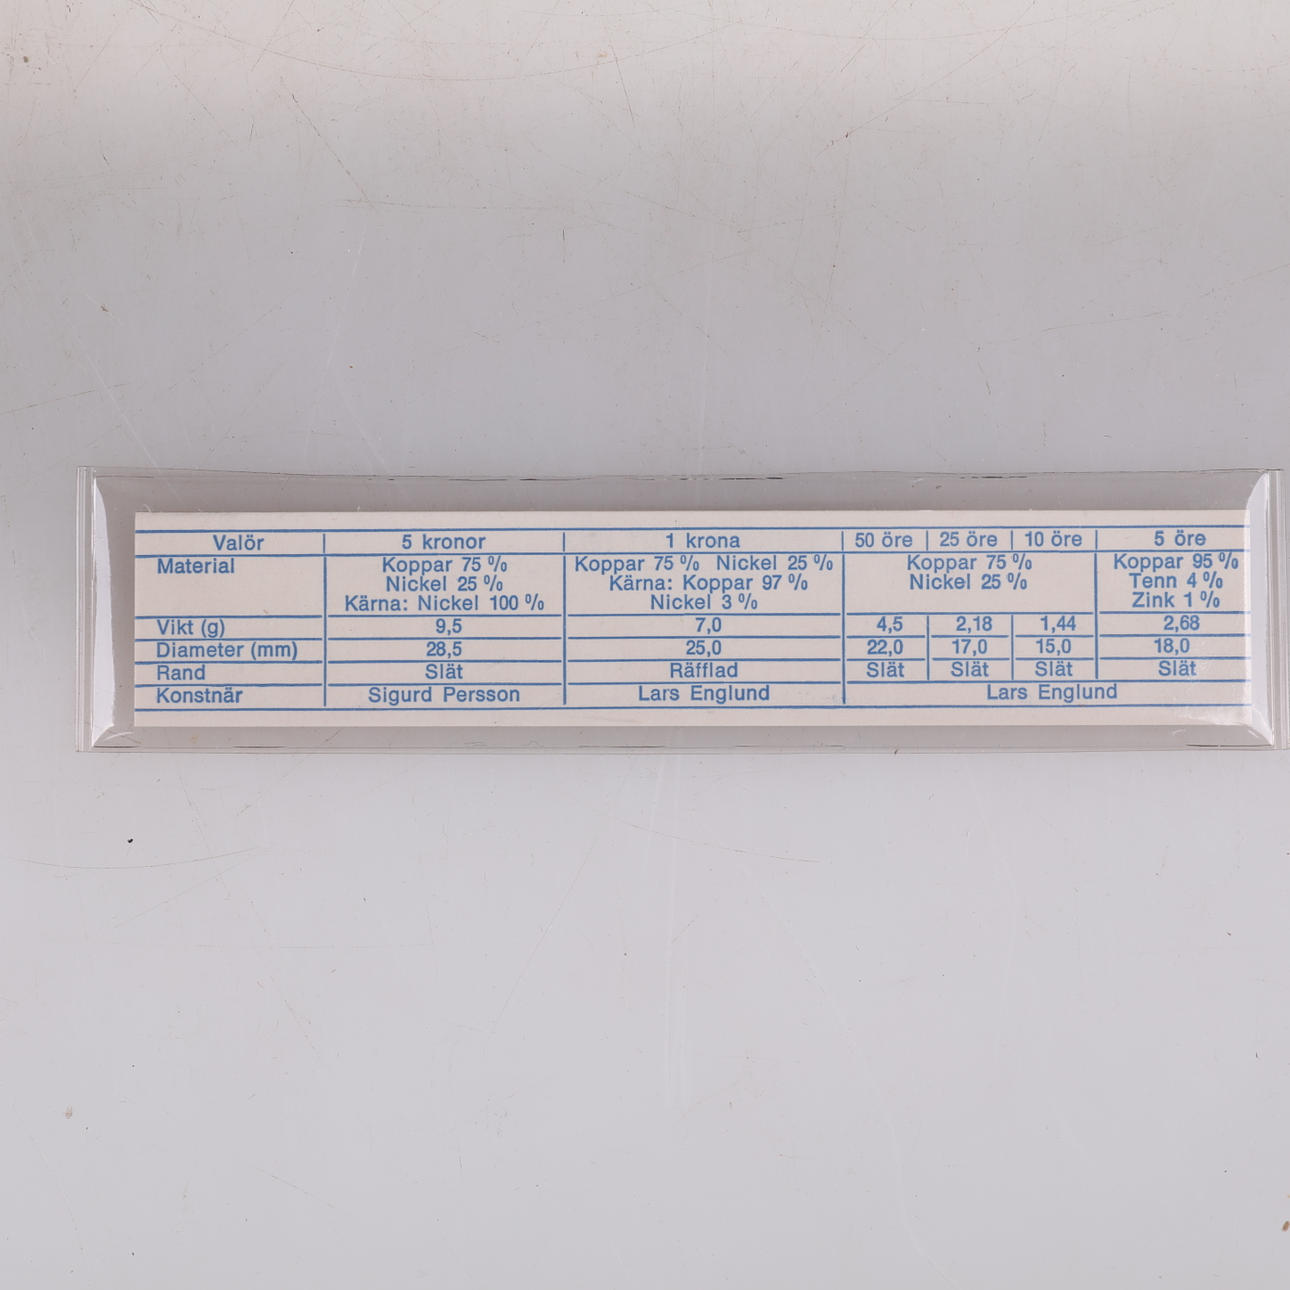 Valör 5 kronor 1 krona 50 öre 25 öre 10 öre 5 öre
Material Koppar 75 % Koppar 75 % Nickel 25 % Koppar 75 % Koppar 95 %
Nickel 25 % Kärna: Koppar 97 % Nickel 25 % Tenn 4 %
Kärna: Nickel 100 % Nickel 3 % Zink 1 %
Vikt (g) 9,5 7,0 4,5 2,18 1,44 2,68
Diameter (mm) 28,5 25,0 22,0 17,0 15,0 18,0
Rand Slät Räfflad Slät Slät Slät Slät
Konstnär Sigurd Persson Lars Englund Lars Englund